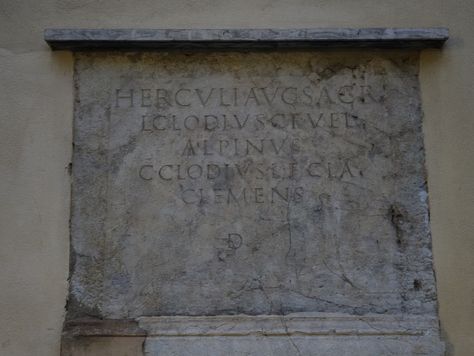 HERCVLI AVG SACR
L CLODIVS C F VEL
ALPINVS
C CLODIVS L F CLA
CLEMENS
D